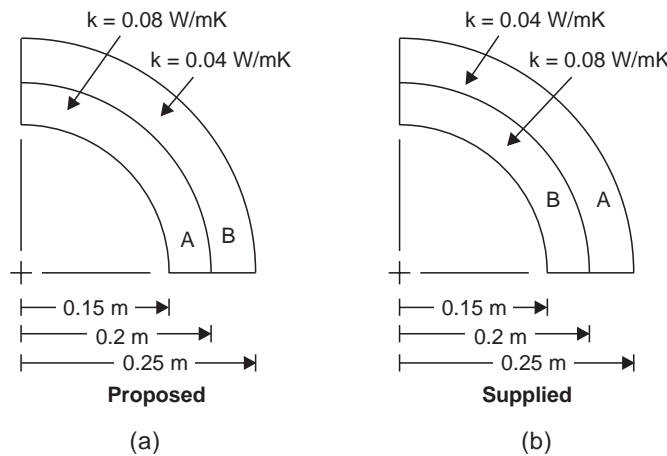 k = 0.08 W/mK
k = 0.04 W/mK
A
B
0.15 m
0.2 m
0.25 m
Proposed
(a)
k = 0.04 W/mK
k = 0.08 W/mK
B
A
0.15 m
0.2 m
0.25 m
Supplied
(b)